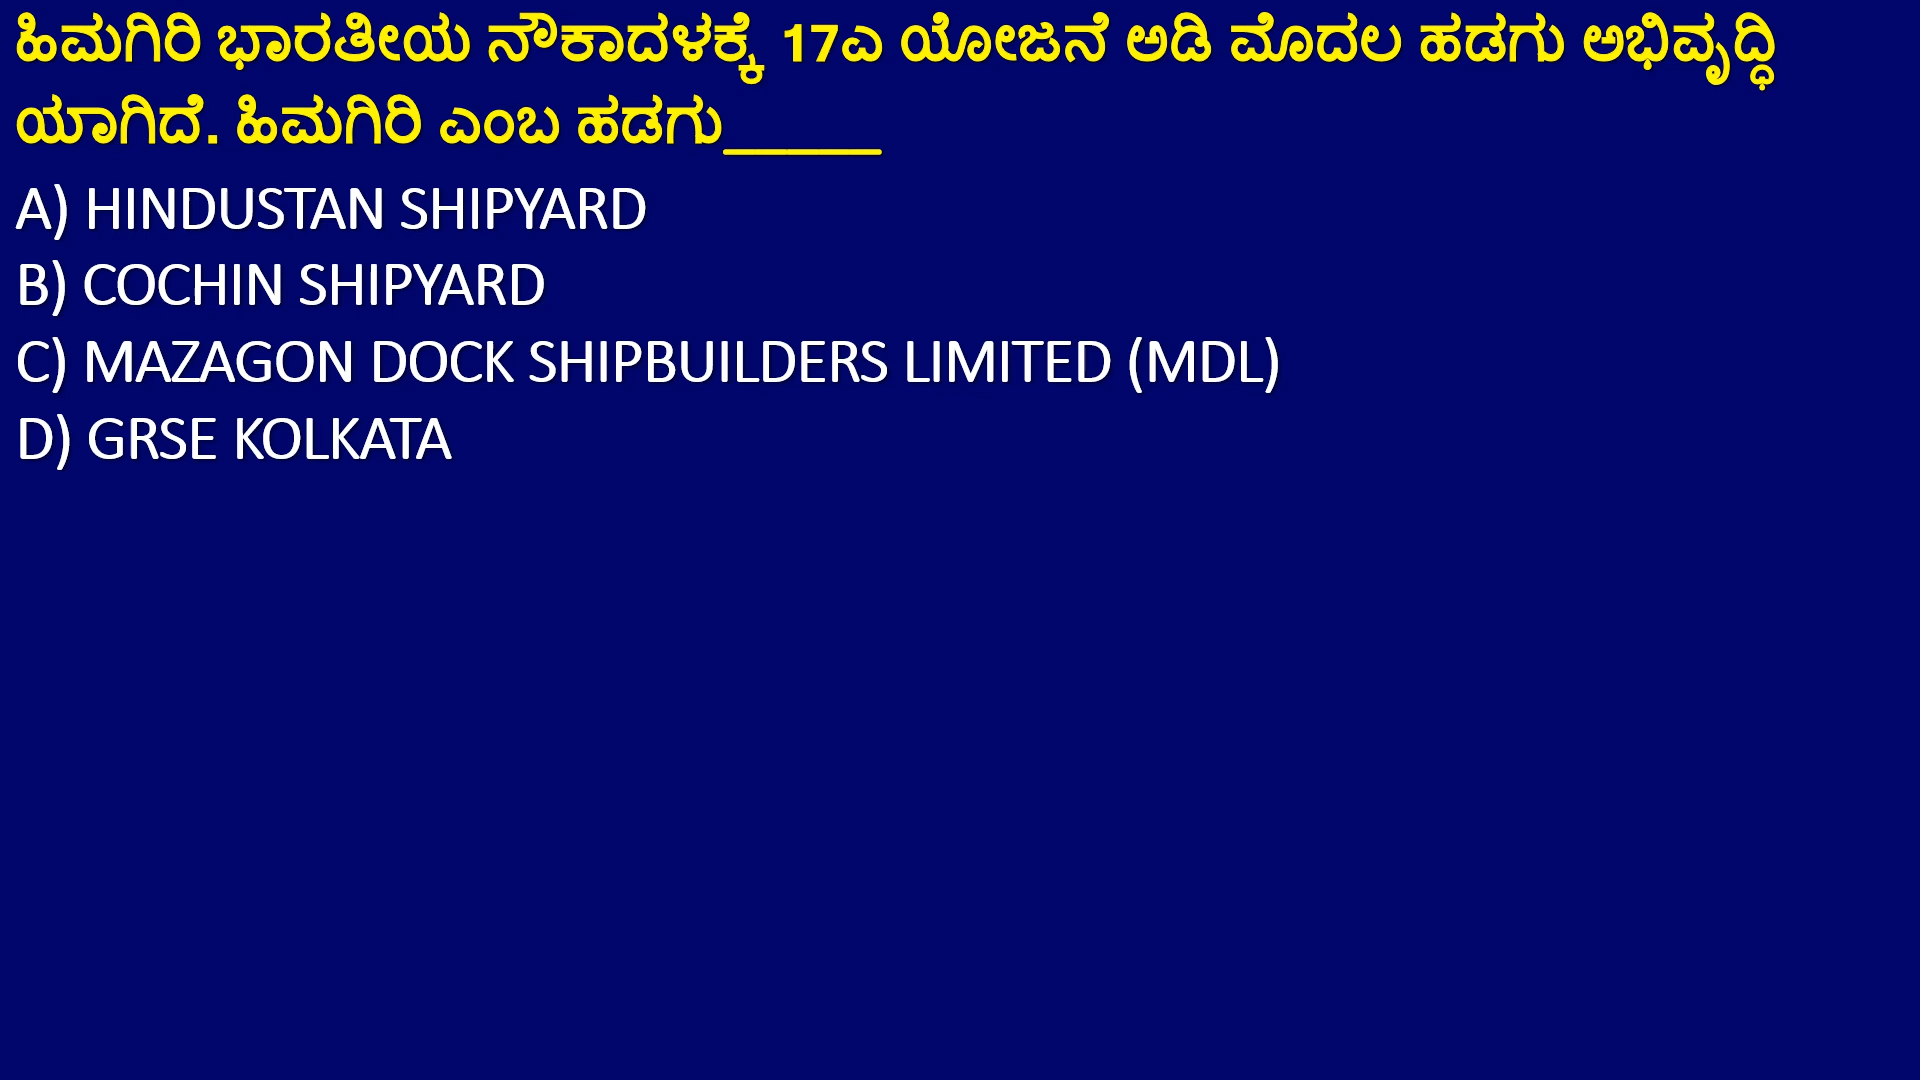 ಹಿಮಗಿರಿ ಭಾರತೀಯ ನೌಕಾದಳಕ್ಕೆ 17ಎ ಯೋಜನೆ ಅಡಿ ಮೊದಲ ಹಡಗು ಅಭಿವೃದ್ಧಿ
ಯಾಗಿದೆ. ಹಿಮಗಿರಿ ಎಂಬ ಹಡಗು_____
A) HINDUSTAN SHIPYARD
B) COCHIN SHIPYARD
C) MAZAGON DOCK SHIPBUILDERS LIMITED (MDL)
D) GRSE KOLKATA